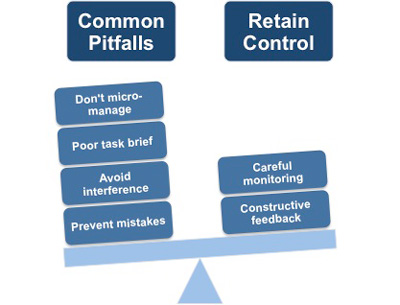 Common
Pitfalls
Retain
Control
Don't micro-
manage
Poor task brief
Avoid
interference
Prevent mistakes
Careful
monitoring
Constructive
feedback